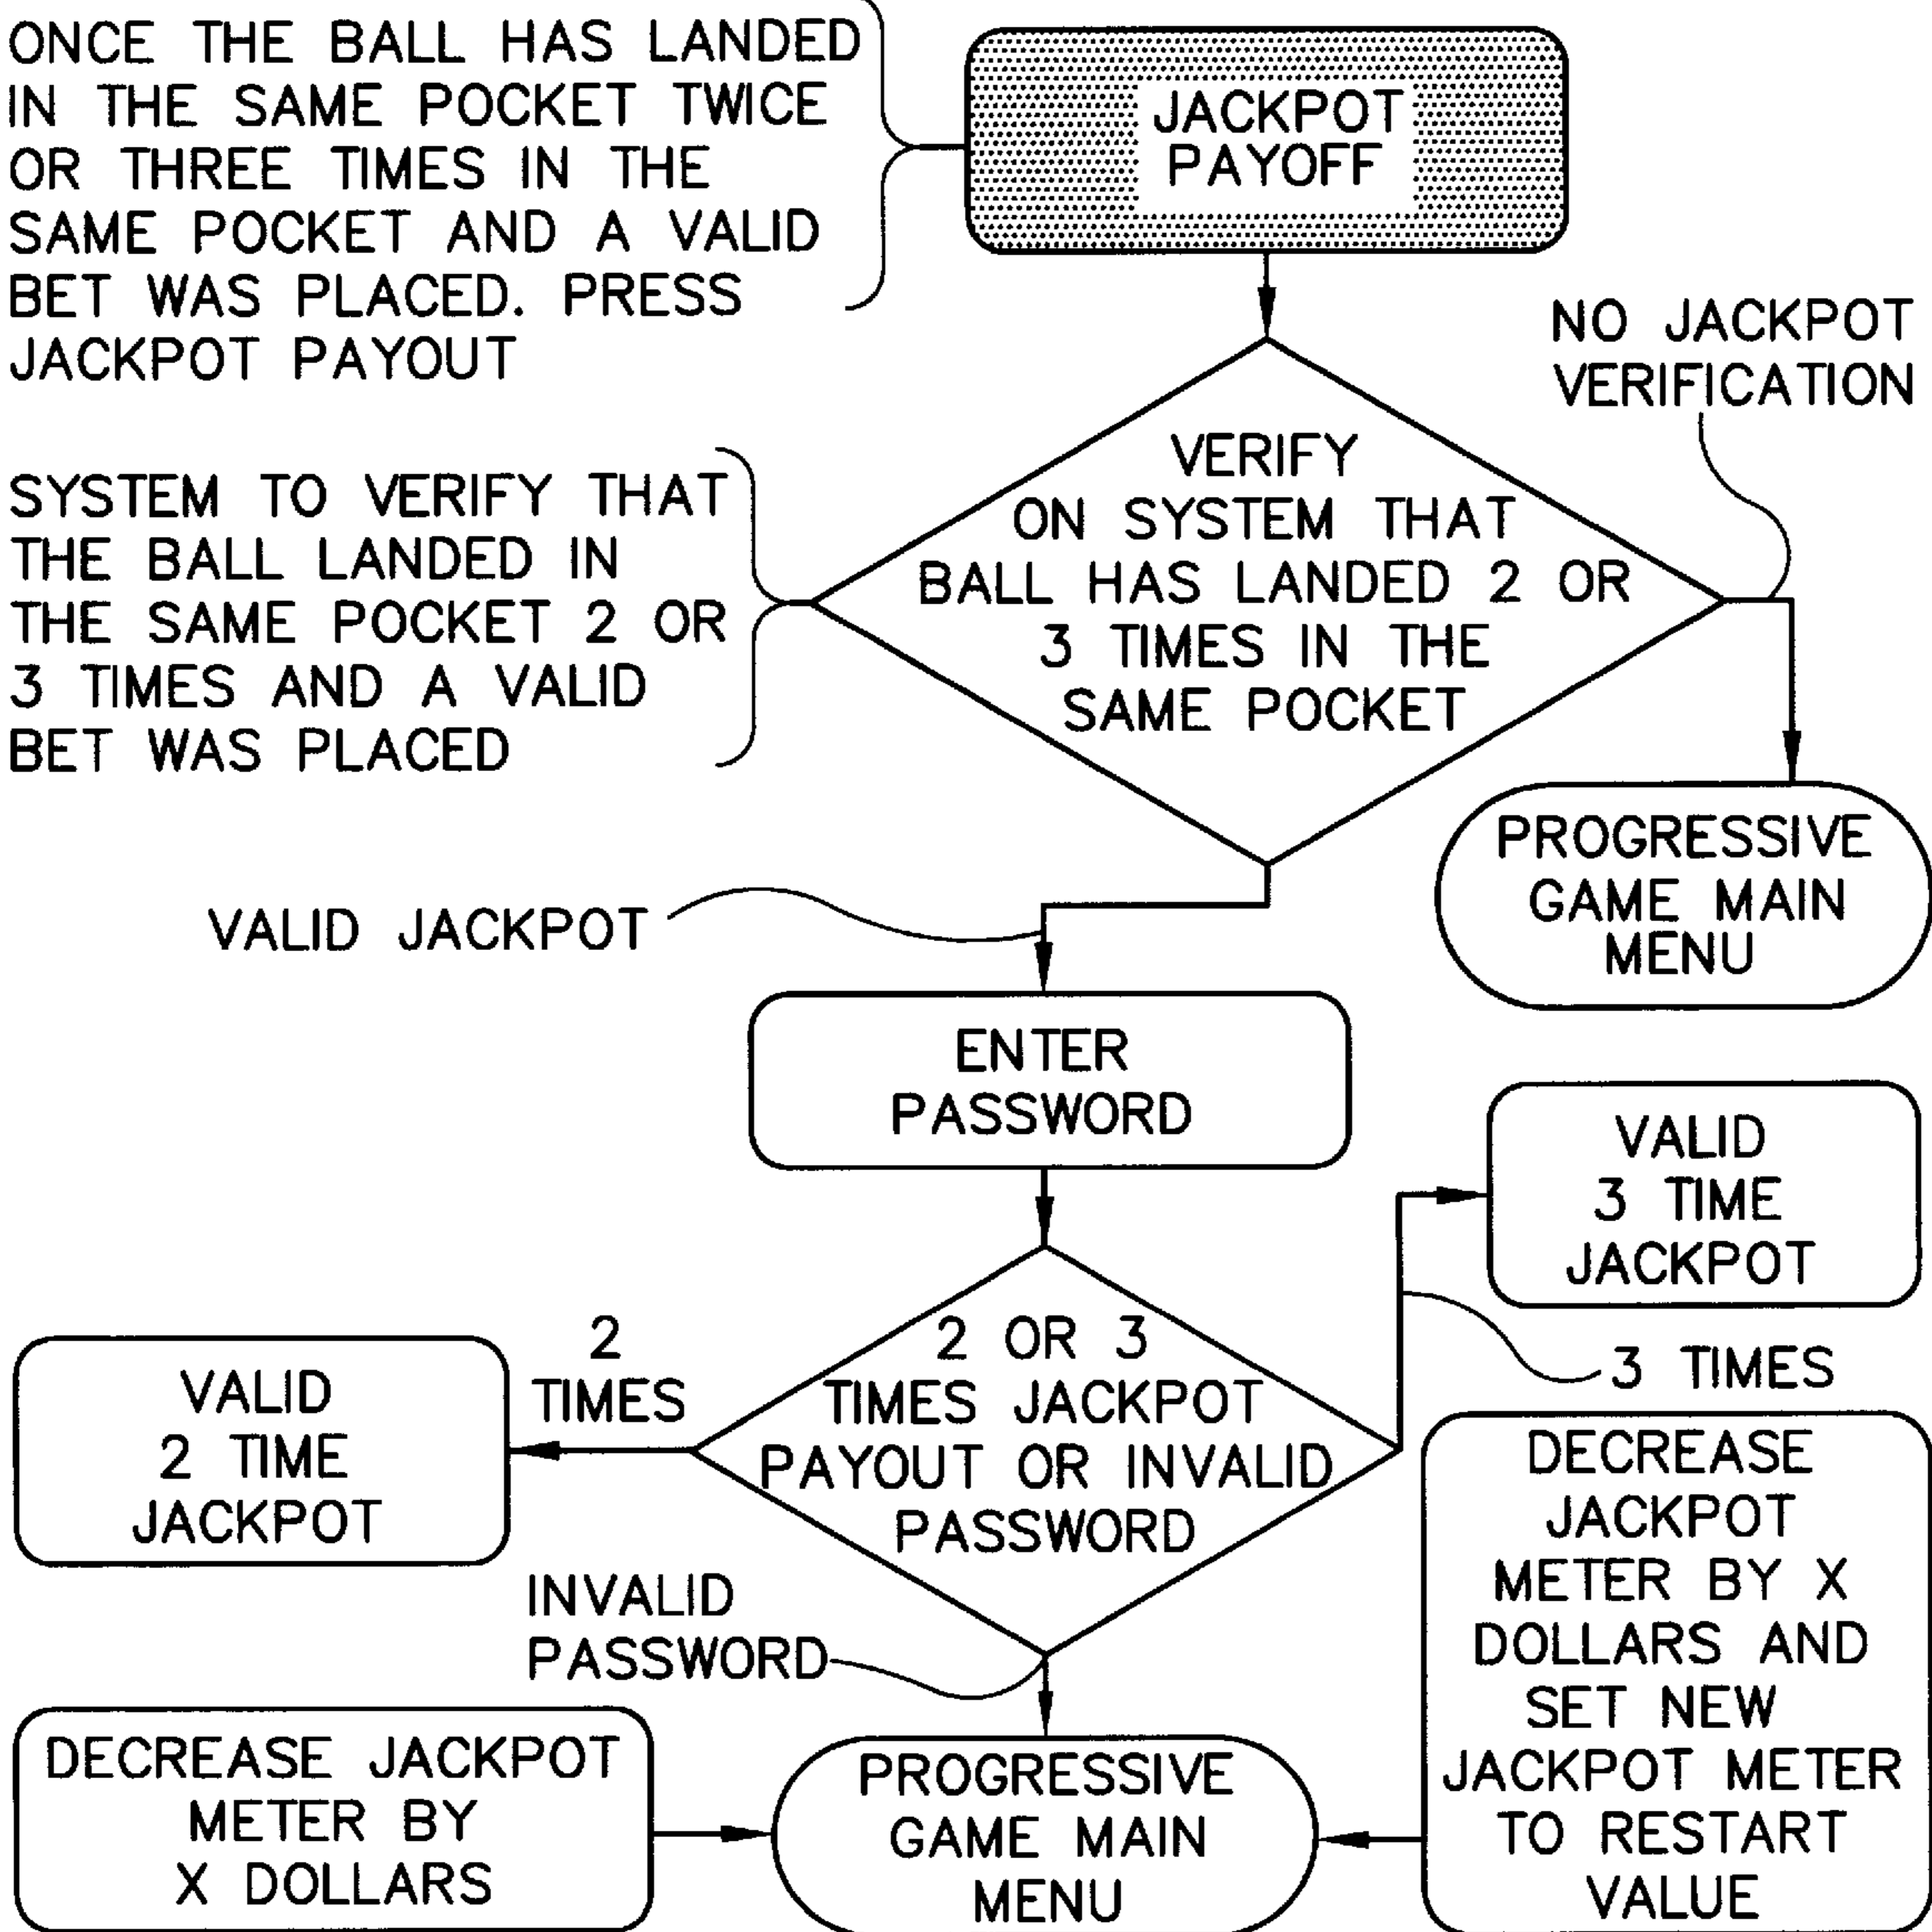 ONCE THE BALL HAS LANDED
IN THE SAME POCKET TWICE
OR THREE TIMES IN THE
SAME POCKET AND A VALID
BET WAS PLACED. PRESS
JACKPOT PAYOUT
JACKPOT
PAYOFF
NO JACKPOT
VERIFICATION
SYSTEM TO VERIFY THAT
THE BALL LANDED IN
THE SAME POCKET 2 OR
3 TIMES AND A VALID
BET WAS PLACED
VERIFY
ON SYSTEM THAT
BALL HAS LANDED 2 OR
3 TIMES IN THE
SAME POCKET
PROGRESSIVE
GAME MAIN
MENU
VALID JACKPOT
ENTER
PASSWORD
VALID
3 TIME
JACKPOT
3 TIMES
2 OR 3
TIMES JACKPOT
PAYOUT OR INVALID
PASSWORD
2
TIMES
VALID
2 TIME
JACKPOT
INVALID
PASSWORD
DECREASE
JACKPOT
METER BY X
DOLLARS AND
SET NEW
JACKPOT METER
TO RESTART
VALUE
DECREASE JACKPOT
METER BY
X DOLLARS
PROGRESSIVE
GAME MAIN
MENU